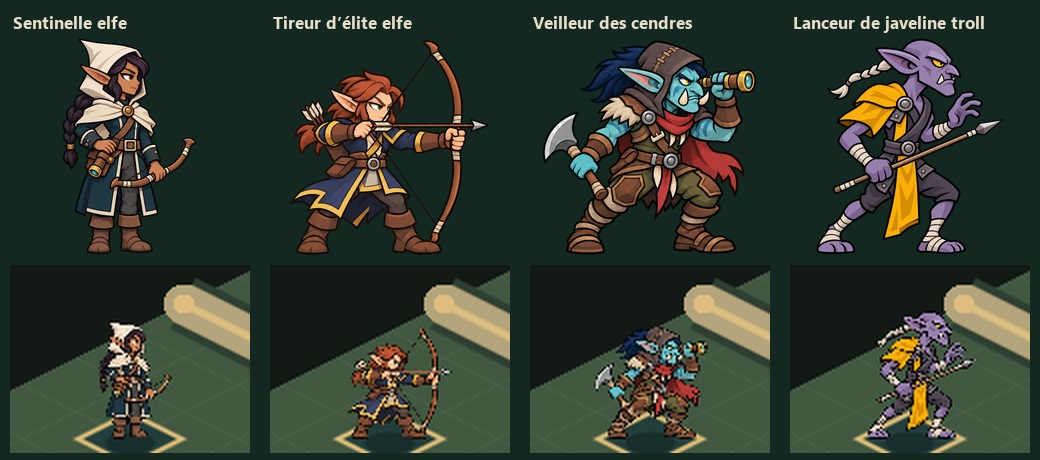 Sentinelle elfe
Tireur d’élite elfe
Veilleur des cendres
Lanceur de javeline troll